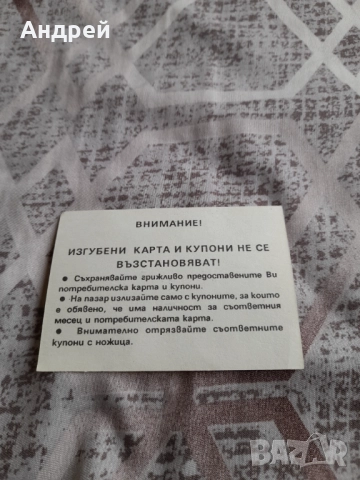 Андрей
ВНИМАНИЕ!
ИЗГУБЕНИ КАРТА И КУПОНИ НЕ СЕ
ВЪЗСТАНОВЯВАТ!
● Съхранявайте грижливо предоставените Ви
потребителска карта и купони.
● На пазар излизайте само с купоните, за които
е обявено, че има наличност за съответния
месец и потребителската карта.
● Внимателно отрязвайте съответните
купони с ножица.
BAZAR